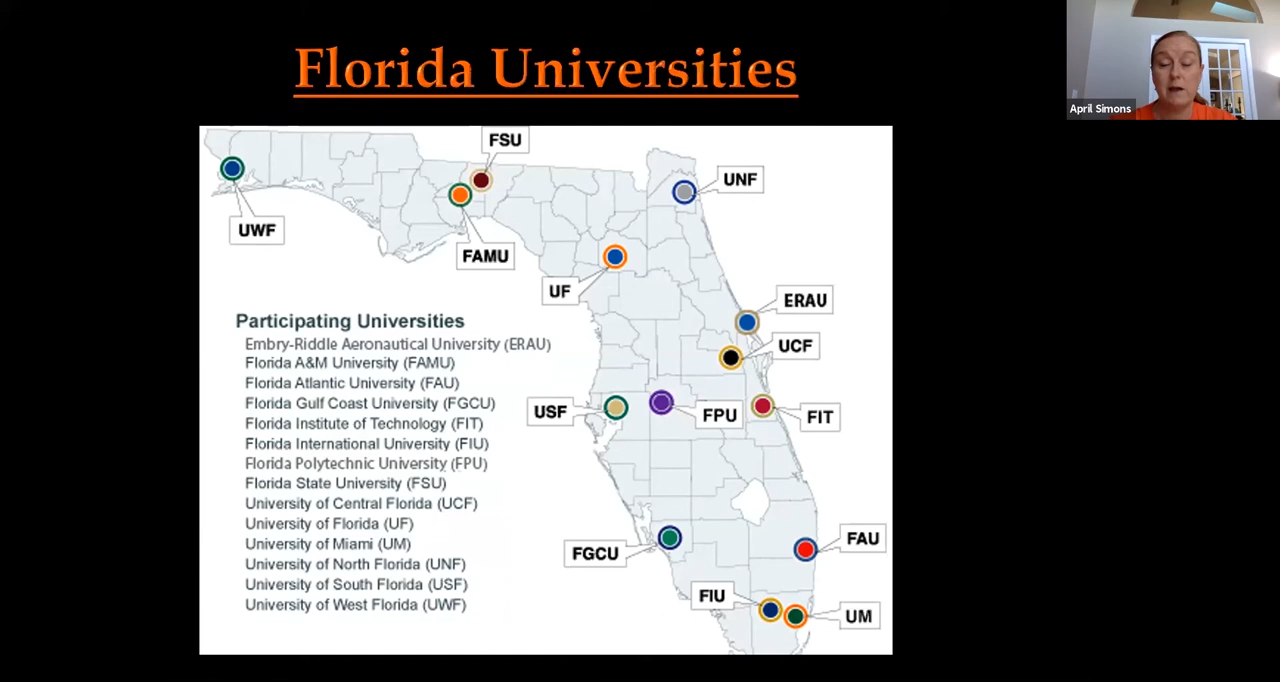 Florida Universities
April Simons
FSU
UNF
UWF
FAMU
UF
ERAU
UCF
USF
FPU
FIT
FGCU
FAU
FIU
UM
Participating Universities
Embry-Riddle Aeronautical University (ERAU)
Florida A&M University (FAMU)
Florida Atlantic University (FAU)
Florida Gulf Coast University (FGCU)
Florida Institute of Technology (FIT)
Florida International University (FIU)
Florida Polytechnic University (FPU)
Florida State University (FSU)
University of Central Florida (UCF)
University of Florida (UF)
University of Miami (UM)
University of North Florida (UNF)
University of South Florida (USF)
University of West Florida (UWF)